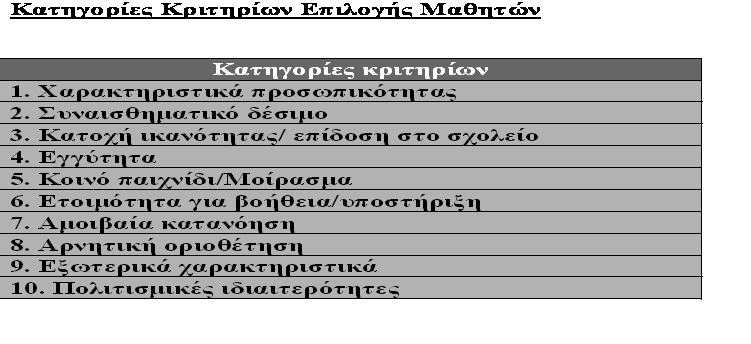 Κατηγορίες Κριτηρίων Επιλογής Μαθητών
Κατηγορίες κριτηρίων
1. Χαρακτηριστικά προσωπικότητας
2. Συναισθηματικό δέσιμο
3. Κατοχή ικανότητας/ επίδοση στο σχολείο
4. Εγγύτητα
5. Κοινό παιχνίδι/Μοίρασμα
6. Ετοιμότητα για βοήθεια/υποστήριξη
7. Αμοιβαία κατανόηση
8. Αρνητική οριοθέτηση
9. Εξωτερικά χαρακτηριστικά
10. Πολιτισμικές ιδιαιτερότητες